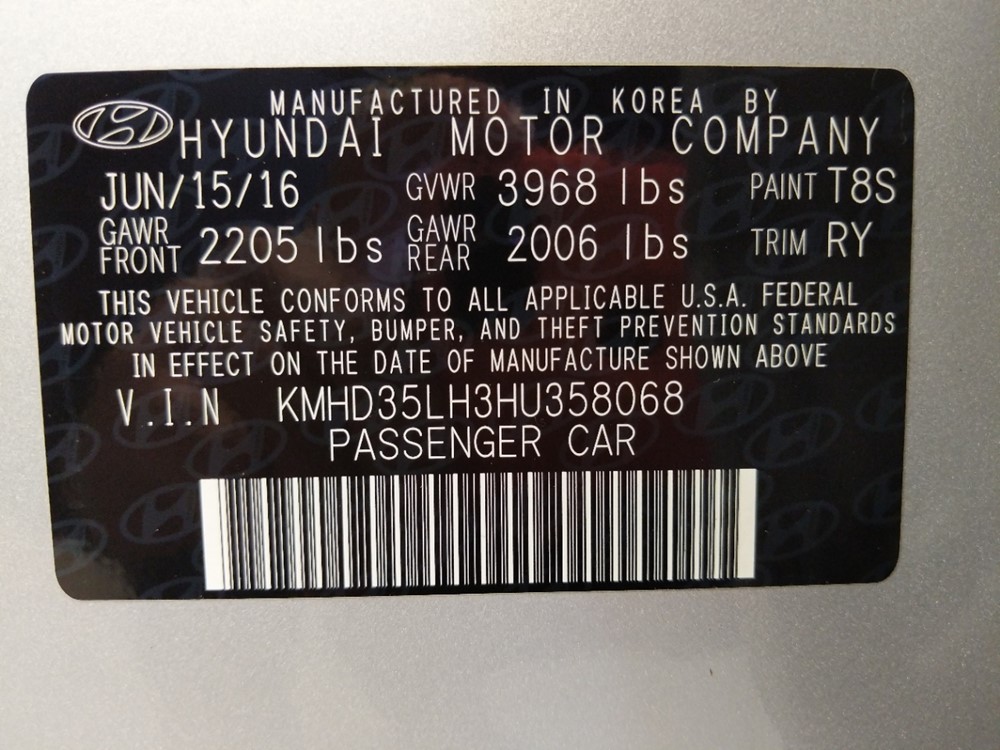 MANUFACTURED IN KOREA BY
HYUNDAI MOTOR COMPANY
JUN/15/16 GVWR 3968 lbs PAINT T8S
GAWR FRONT 2205 lbs GAWR REAR 2006 lbs TRIM RY
THIS VEHICLE CONFORMS TO ALL APPLICABLE U.S.A. FEDERAL
MOTOR VEHICLE SAFETY, BUMPER, AND THEFT PREVENTION STANDARDS
IN EFFECT ON THE DATE OF MANUFACTURE SHOWN ABOVE
V.I.N KMHD35LH3HU358068
PASSENGER CAR